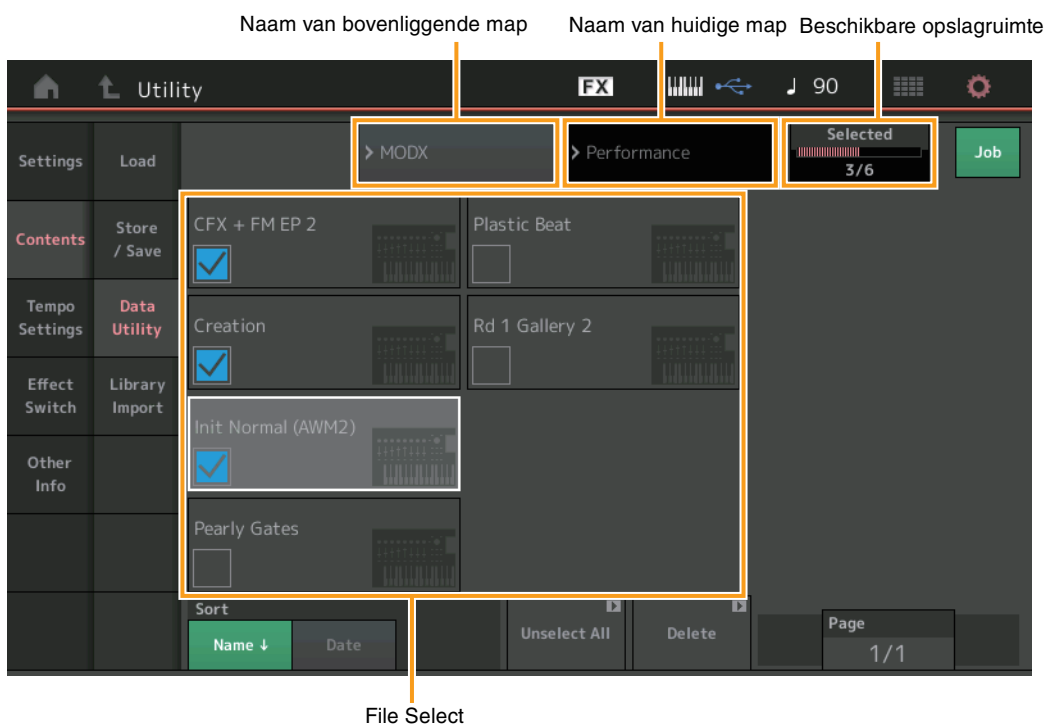 Naam van bovenliggende map
Naam van huidige map
Beschikbare opslagruimte
Utility
FX
90
Settings
Load
> MODX
> Performance
Selected
3/6
Job
Contents
Store
/ Save
CFX + FM EP 2
Plastic Beat
Tempo
Settings
Data
Utility
Creation
Rd 1 Gallery 2
Effect
Switch
Library
Import
Init Normal (AWM2)
Other
Info
Pearly Gates
Sort
Name ↓
Date
Unselect All
Delete
Page
1/1
File Select